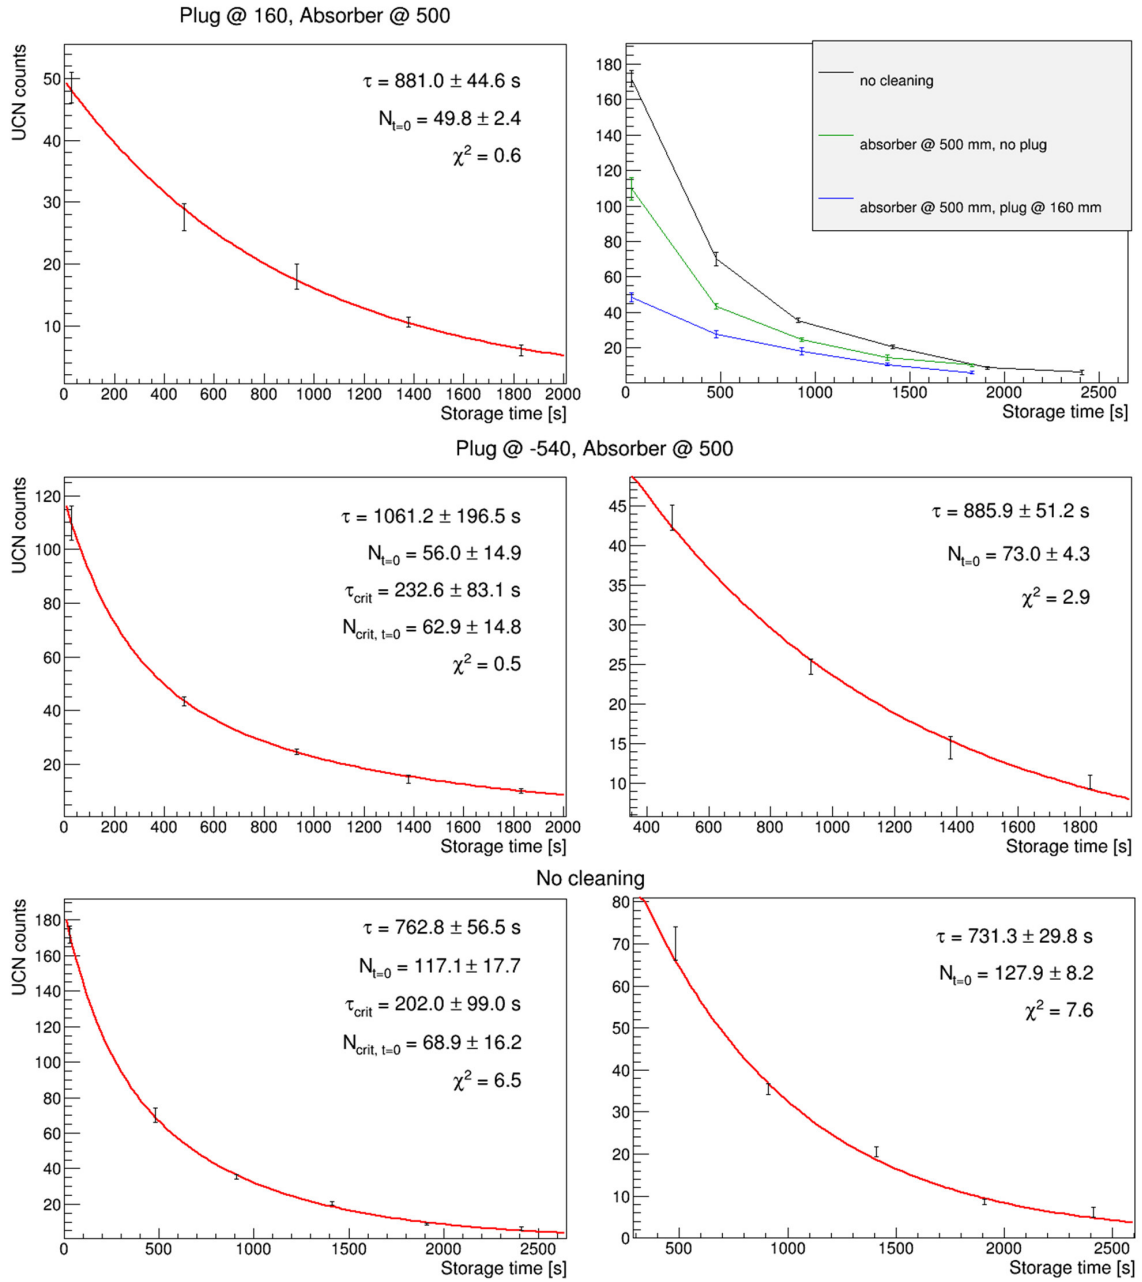 Plug @ 160, Absorber @ 500
UCN counts
50
40
30
20
10
τ = 881.0 ± 44.6 s
N_{t=0} = 49.8 ± 2.4
χ² = 0.6
0 200 400 600 800 1000 1200 1400 1600 1800 2000
Storage time [s]
180
160
140
120
100
80
60
40
20
no cleaning
absorber @ 500 mm, no plug
absorber @ 500 mm, plug @ 160 mm
0 500 1000 1500 2000 2500
Storage time [s]
Plug @ -540, Absorber @ 500
UCN counts
120
100
80
60
40
20
τ = 1061.2 ± 196.5 s
N_{t=0} = 56.0 ± 14.9
τ_{crit} = 232.6 ± 83.1 s
N_{crit, t=0} = 62.9 ± 14.8
χ² = 0.5
0 200 400 600 800 1000 1200 1400 1600 1800 2000
Storage time [s]
45
40
35
30
25
20
15
10
τ = 885.9 ± 51.2 s
N_{t=0} = 73.0 ± 4.3
χ² = 2.9
400 600 800 1000 1200 1400 1600 1800
Storage time [s]
No cleaning
UCN counts
180
160
140
120
100
80
60
40
20
τ = 762.8 ± 56.5 s
N_{t=0} = 117.1 ± 17.7
τ_{crit} = 202.0 ± 99.0 s
N_{crit, t=0} = 68.9 ± 16.2
χ² = 6.5
0 500 1000 1500 2000 2500
Storage time [s]
80
70
60
50
40
30
20
10
0
τ = 731.3 ± 29.8 s
N_{t=0} = 127.9 ± 8.2
χ² = 7.6
500 1000 1500 2000 2500
Storage time [s]